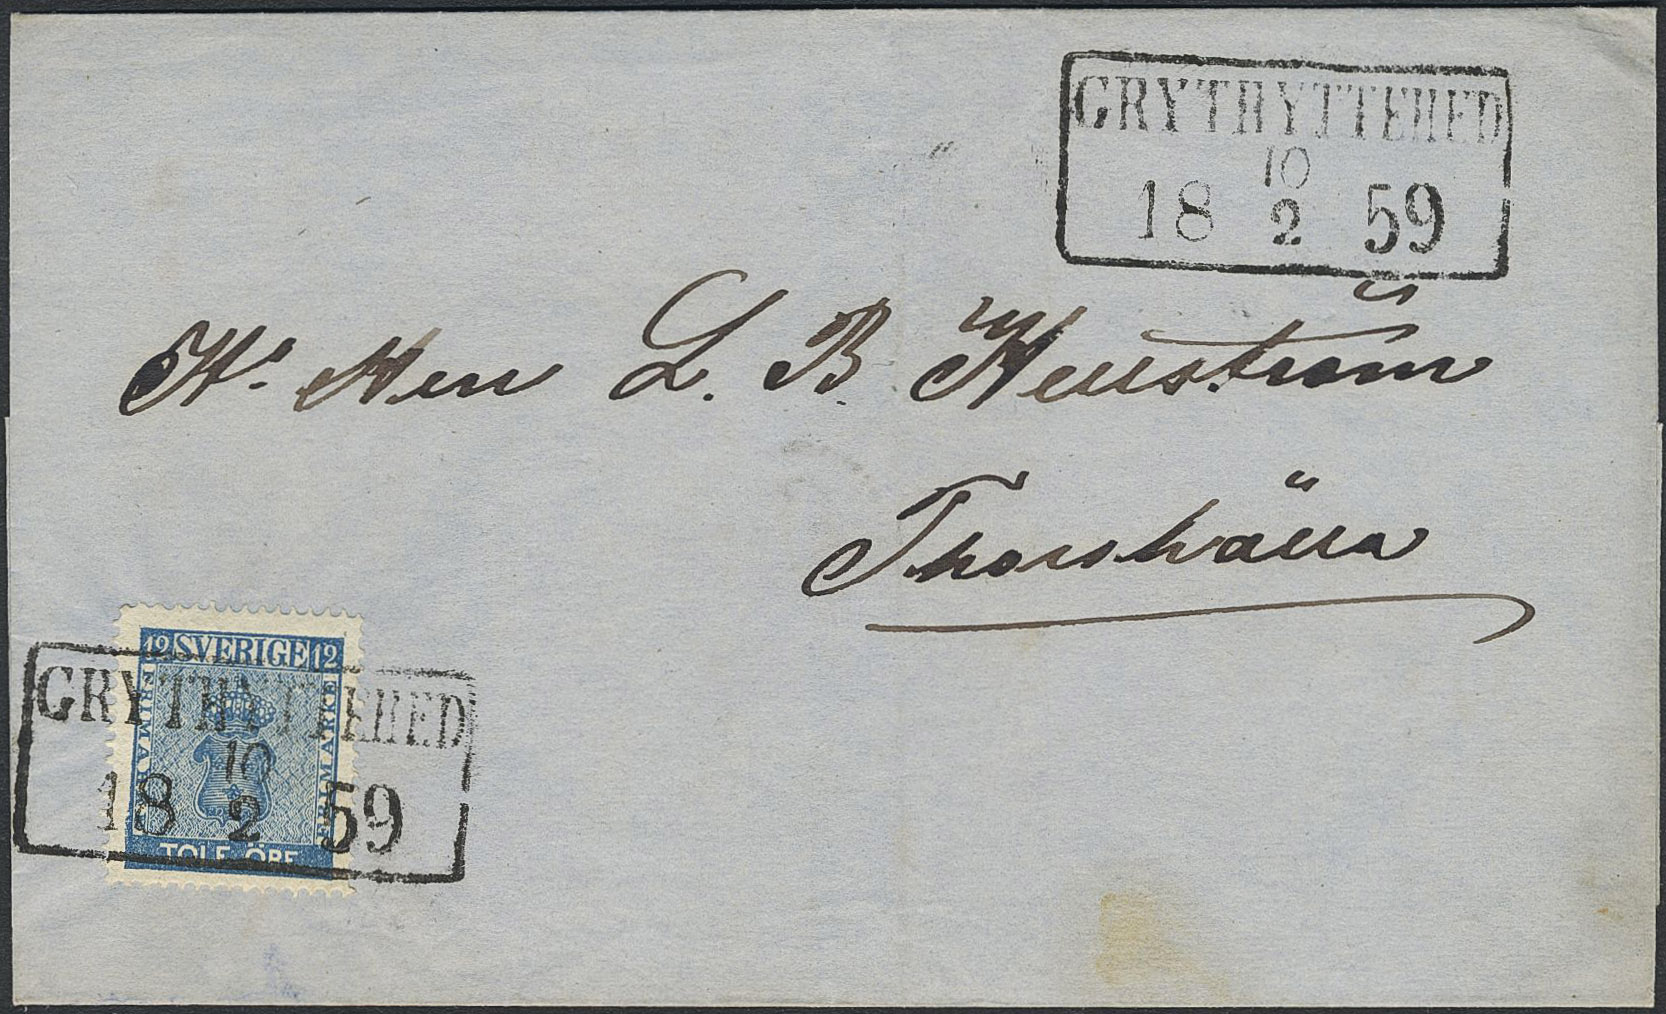 GRYTHYTTEHED
10
18 2 59
Hr Herr L. B. Hellström
Thorshälla
12 SVERIGE 12
FRIMARKE
FRIMARKE
TOLF ÖRE
GRYTHYTTEHED
10
18 2 59